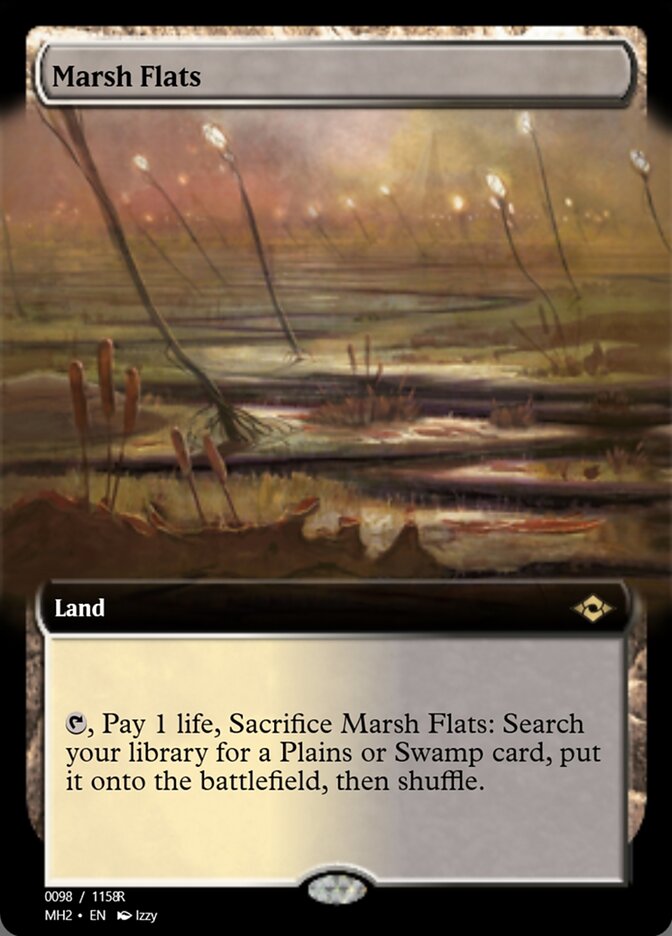 Marsh Flats
Land
, Pay 1 life, Sacrifice Marsh Flats: Search
your library for a Plains or Swamp card, put
it onto the battlefield, then shuffle.
0098 / 1158R
MH2 • EN Izzy